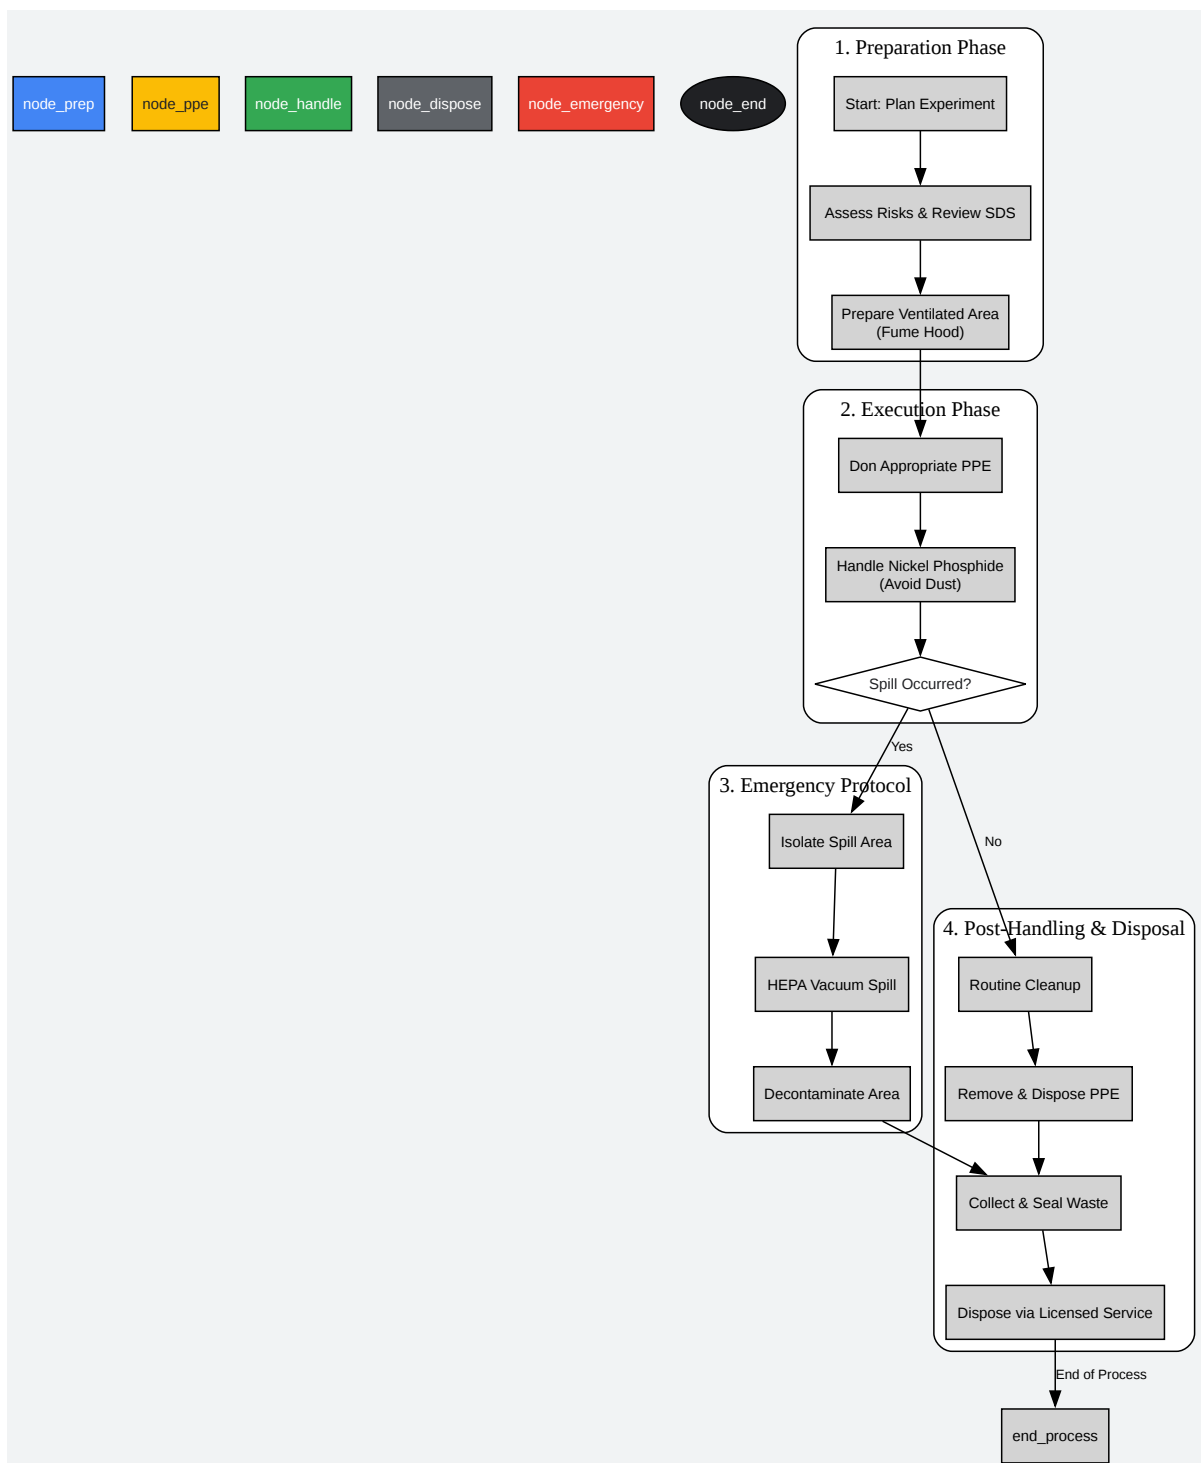 1. Preparation Phase
node_prep
node_ppe
node_handle
node_dispose
node_emergency
node_end
Start: Plan Experiment
Assess Risks & Review SDS
Prepare Ventilated Area
(Fume Hood)
2. Execution Phase
Don Appropriate PPE
Handle Nickel Phosphide
(Avoid Dust)
Spill Occurred?
Yes
3. Emergency Protocol
Isolate Spill Area
No
4. Post-Handling & Disposal
HEPA Vacuum Spill
Routine Cleanup
Decontaminate Area
Remove & Dispose PPE
Collect & Seal Waste
Dispose via Licensed Service
End of Process
end_process